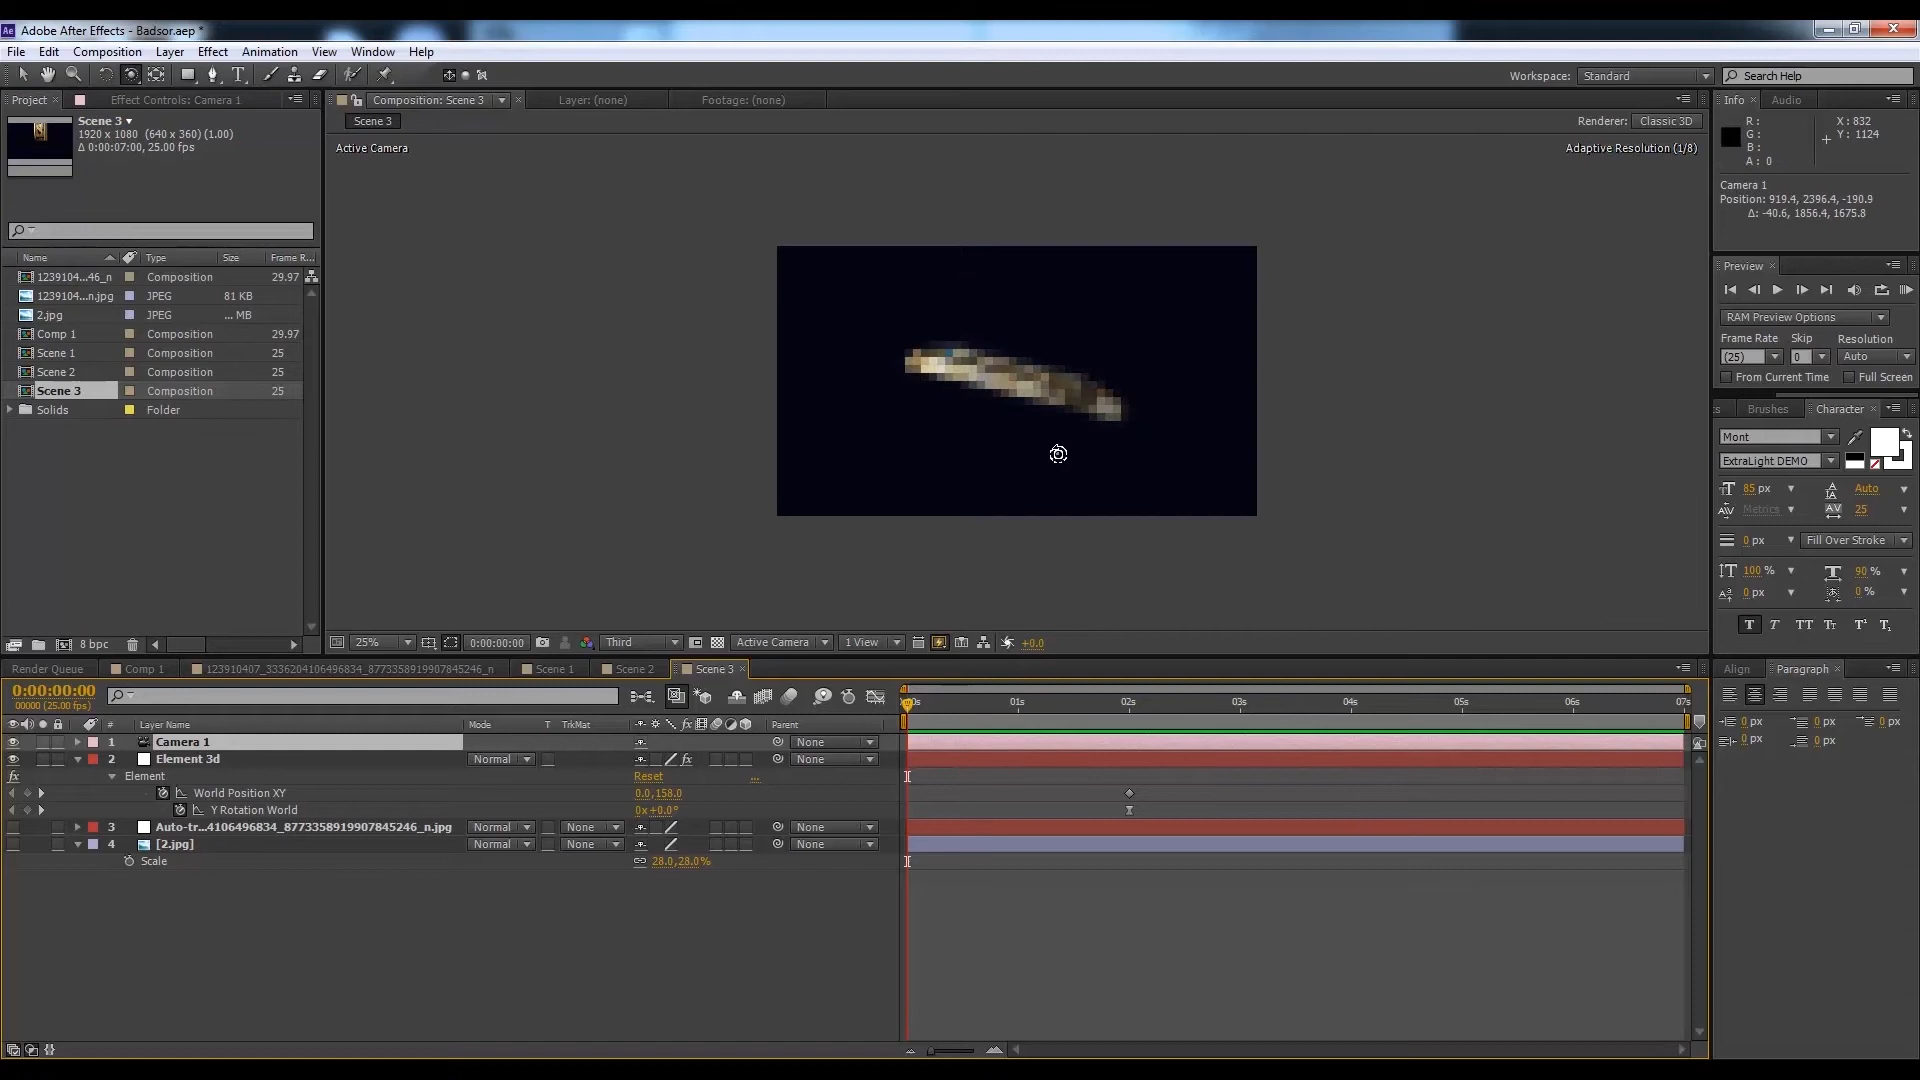 Ae Adobe After Effects - Badsor.aep *
File Edit Composition Layer Effect Animation View Window Help
Workspace: Standard Search Help
Project Effect Controls: Camera 1
Composition: Scene 3 Layer: (none) Footage: (none)
Info Audio
Scene 3
1920 x 1080 (640 x 360) (1.00)
Δ 0:00:07:00, 25.00 fps
Scene 3
Renderer: Classic 3D
Active Camera
Adaptive Resolution (1/8)
R :
G :
B :
A : 0
X : 832
Y : 1124
Camera 1
Position: 919.4, 2396.4, -190.9
Δ: -40.6, 1856.4, 1675.8
Name Type Size Frame R...
1239104...46_n Composition 29.97
1239104...n.jpg JPEG 81 KB
2.jpg JPEG ... MB
Comp 1 Composition 29.97
Scene 1 Composition 25
Scene 2 Composition 25
Scene 3 Composition 25
Solids Folder
Preview
RAM Preview Options
Frame Rate Skip Resolution
(25) 0 Auto
From Current Time Full Screen
Brushes Character
Mont
ExtraLight DEMO
85 px Auto
Metrics 25
0 px Fill Over Stroke
100 % 90 %
0 px 0 %
T T TT Tt T¹ T₁
8 bpc
25% 0:00:00:00 Third Active Camera 1 View +0.0
Render Queue Comp 1 123910407_3336204106496834_8773358919907845246_n Scene 1 Scene 2 Scene 3
Align Paragraph
0:00:00:00
00000 (25.00 fps)
01s 02s 03s 04s 05s 06s 07s
# Layer Name Mode T TrkMat Parent
0 px 0 px 0 px
0 px 0 px
1 Camera 1 None
2 Element 3d Normal None
Element Reset ...
World Position XY 0.0,158.0
Y Rotation World 0x+0.0°
3 Auto-tr...4106496834_8773358919907845246_n.jpg Normal None None
4 [2.jpg] Normal None None
Scale 28.0,28.0%